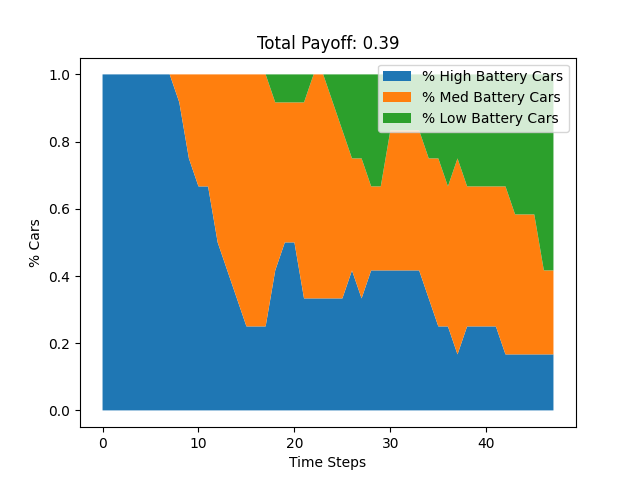 Total Payoff: 0.39
% High Battery Cars
% Med Battery Cars
% Low Battery Cars
1.0
0.8
0.6
0.4
0.2
0.0
% Cars
0 10 20 30 40
Time Steps